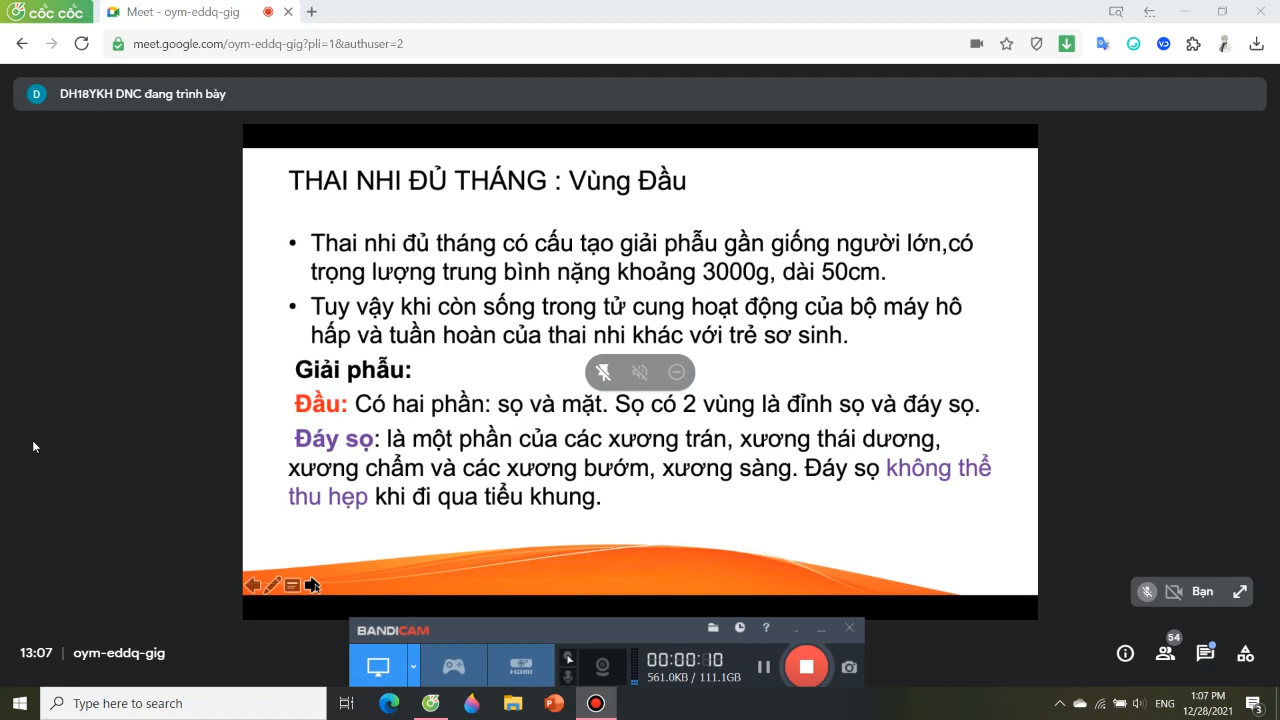 cốc cốc
Meet - oym-eddq-gig
meet.google.com/oym-eddq-gig?pli=1&authuser=2
D
DH18YKH DNC đang trình bày
THAI NHI ĐỦ THÁNG : Vùng Đầu
• Thai nhi đủ tháng có cấu tạo giải phẫu gần giống người lớn,có
trọng lượng trung bình nặng khoảng 3000g, dài 50cm.
• Tuy vậy khi còn sống trong tử cung hoạt động của bộ máy hô
hấp và tuần hoàn của thai nhi khác với trẻ sơ sinh.
Giải phẫu:
Đầu: Có hai phần: sọ và mặt. Sọ có 2 vùng là đỉnh sọ và đáy sọ.
Đáy sọ: là một phần của các xương trán, xương thái dương,
xương chẩm và các xương bướm, xương sàng. Đáy sọ không thể
thu hẹp khi đi qua tiểu khung.
Bạn
BANDICAM
HDMI
00:00:10
561.0KB / 111.1GB
13:07 | oym-eddq-gig
54
Type here to search
ENG
1:07 PM
12/28/2021
3